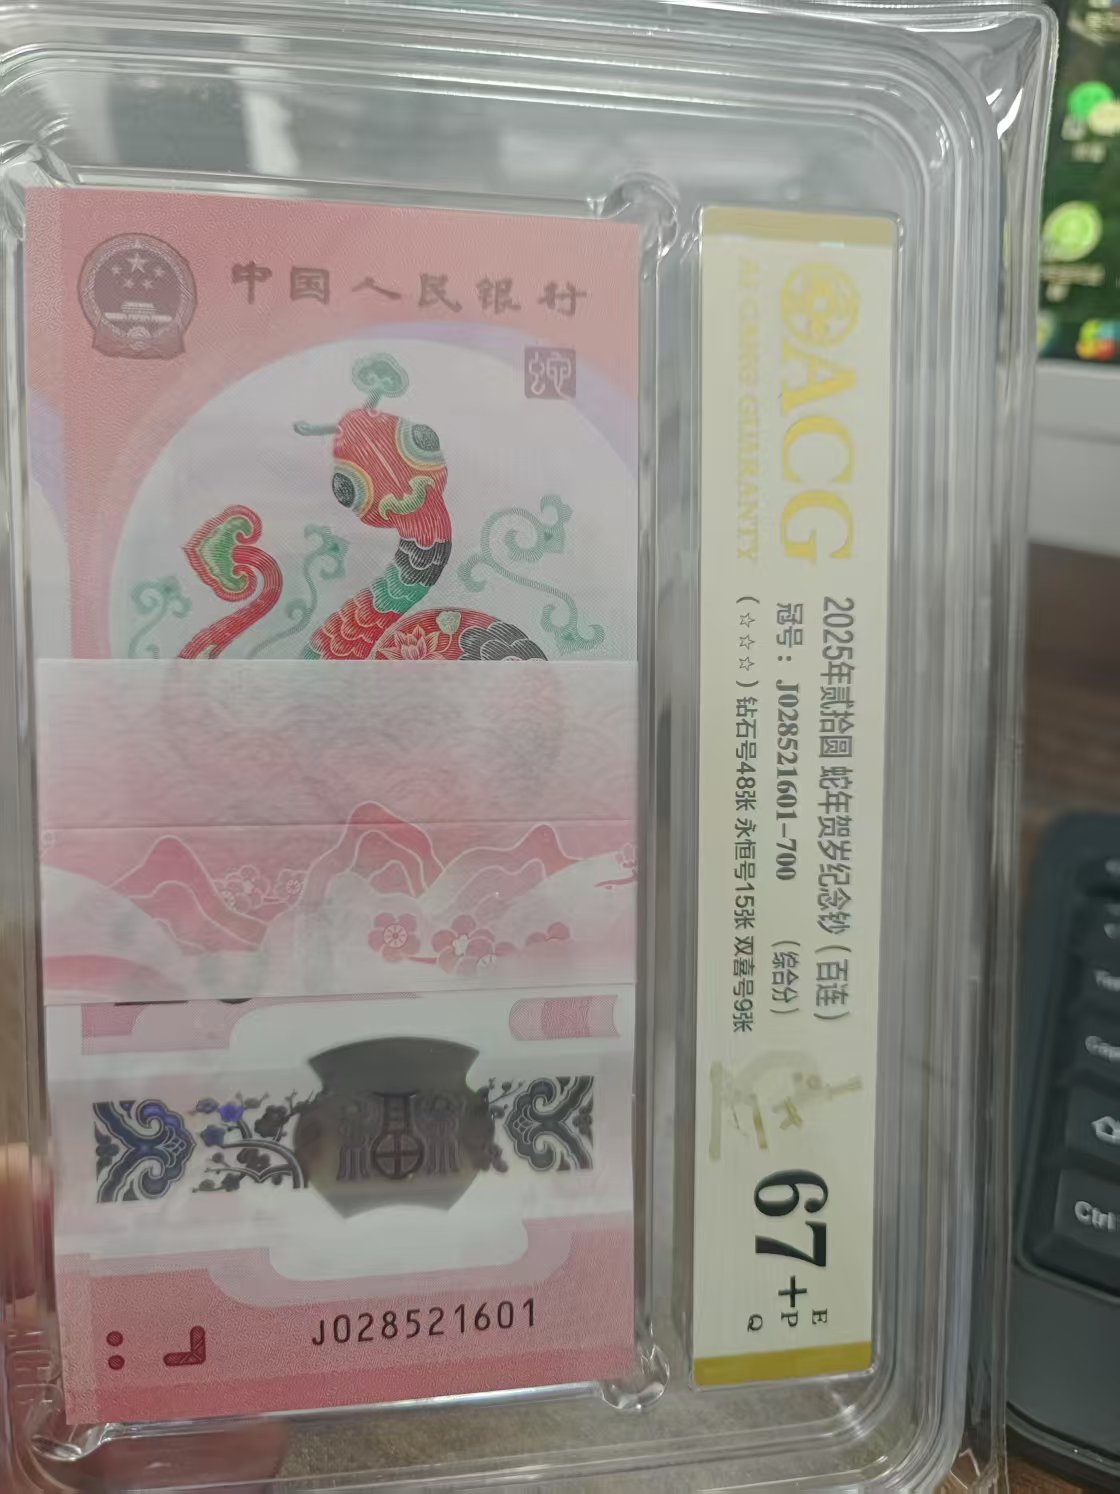 中国人民银行
蛇
J028521601
ACG
AI CANG GUARANTY
2025年贰拾圆 蛇年贺岁纪念钞（百连）
冠号：J028521601-700 （综合分）
（☆☆☆）钻石号48张 永恒号15张 双喜号9张
67+
E
P
Q
Ctrl